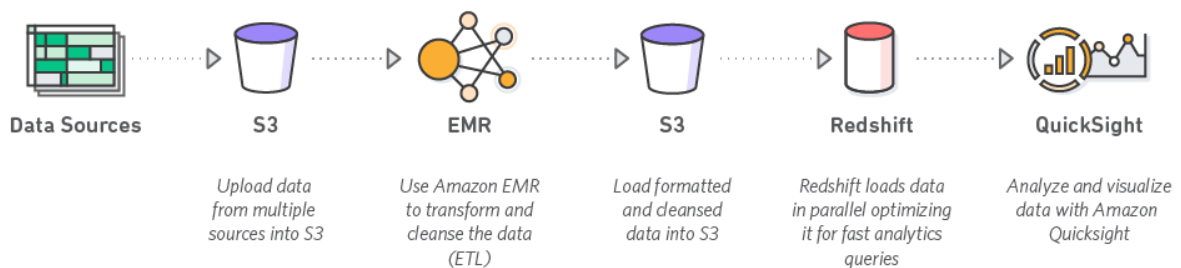 Data Sources
S3
EMR
S3
Redshift
QuickSight
Upload data
from multiple
sources into S3
Use Amazon EMR
to transform and
cleanse the data
(ETL)
Load formatted
and cleansed
data into S3
Redshift loads data
in parallel optimizing
it for fast analytics
queries
Analyze and visualize
data with Amazon
Quicksight